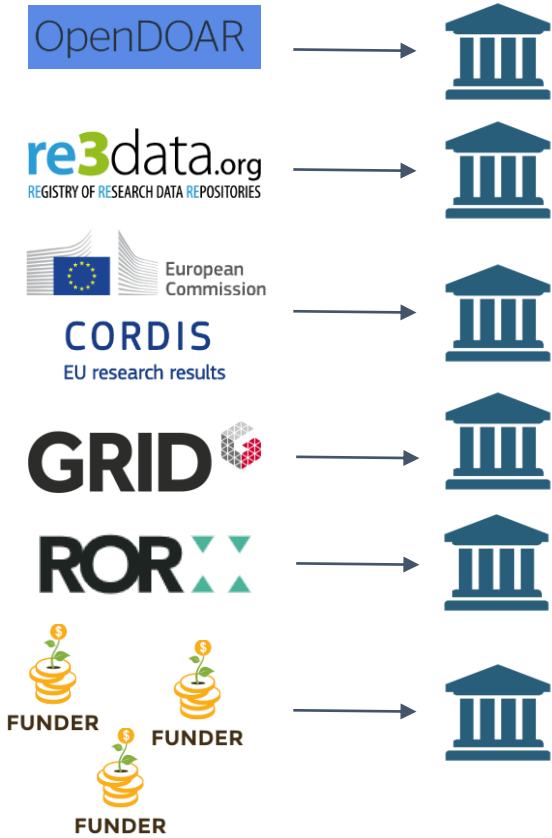 OpenDOAR
re3data.org
REGISTRY OF RESEARCH DATA REPOSITORIES
European
Commission
CORDIS
EU research results
GRID
ROR
$
$
FUNDER
FUNDER
$
FUNDER